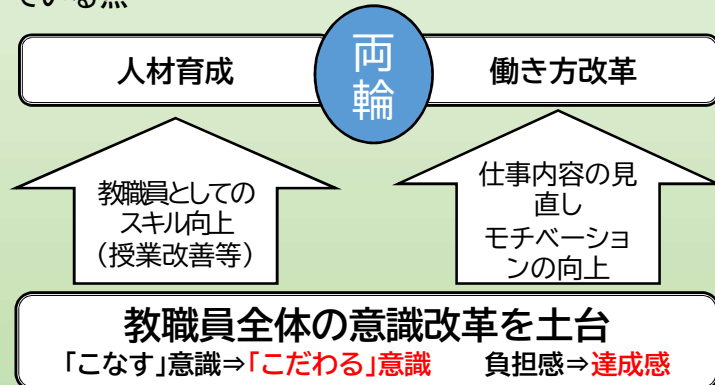 ている点
人材育成
両
輪
働き方改革
教職員としての
スキル向上
（授業改善等）
仕事内容の見
直し
モチベーショ
ンの向上
教職員全体の意識改革を土台
「こなす」意識⇒「こだわる」意識　　負担感⇒達成感